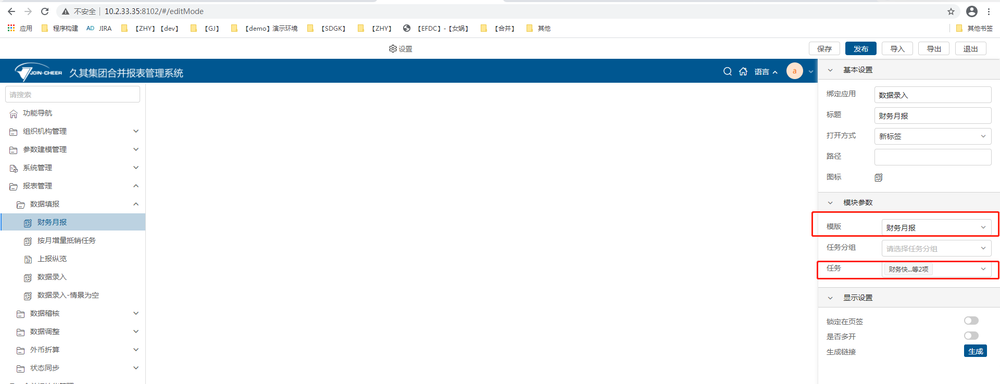 不安全 10.2.33.35:8102/#/editMode
应用 程序构建 AD JIRA 【ZHY】【dev】 【GJ】 【demo】演示环境 【SDGK】 【ZHY】 【EFDC】-【女娲】 【合并】 其他 其他书签
设置 保存 发布 导入 导出 退出
JOIN-CHEER 久其集团合并报表管理系统 语言 a
请搜索
功能导航
组织机构管理
参数建模管理
系统管理
报表管理
数据填报
财务月报
按月增量抵销任务
上报纵览
数据录入
数据录入-情景为空
数据稽核
数据调整
外币折算
状态同步
基本设置
绑定应用 数据录入
标题 财务月报
打开方式 新标签
路径
图标
模块参数
模版 财务月报
任务分组 请选择任务分组
任务 财务快...等2项
显示设置
锁定在页签
是否多开
生成链接 生成